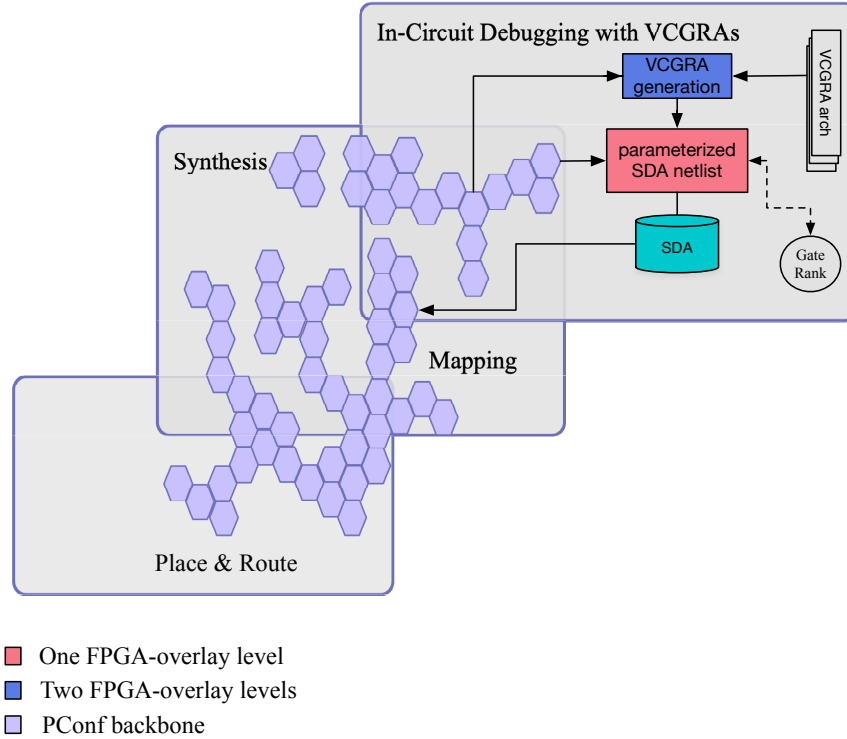 In-Circuit Debugging with VCGRAs
VCGRA
generation
VCGRA arch
Synthesis
parameterized
SDA netlist
SDA
Gate
Rank
Mapping
Place & Route
One FPGA-overlay level
Two FPGA-overlay levels
PConf backbone